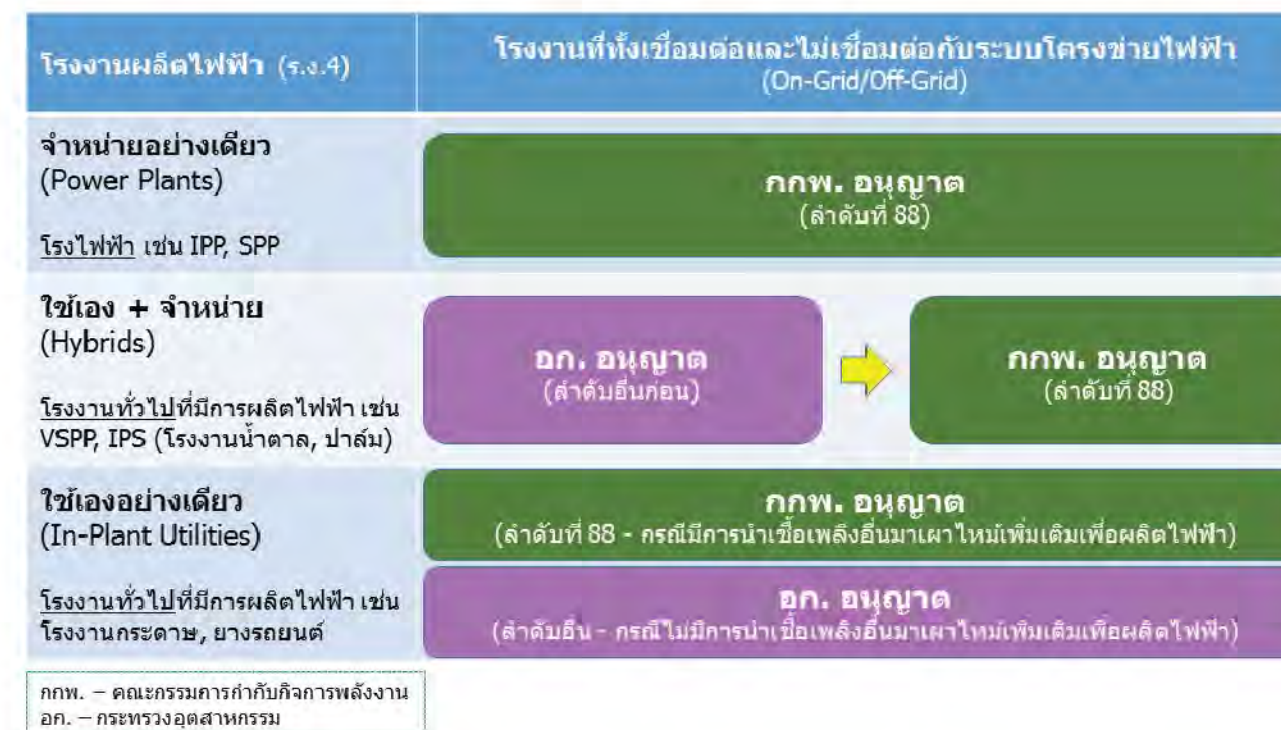 โรงงานผลิตไฟฟ้า (ร.ง.4)
โรงงานที่ทั้งเชื่อมต่อและไม่เชื่อมต่อกับระบบโครงข่ายไฟฟ้า
(On-Grid/Off-Grid)
จำหน่ายอย่างเดียว
(Power Plants)
โรงไฟฟ้า เช่น IPP, SPP
กกพ. อนุญาต
(ลำดับที่ 88)
ใช้เอง + จำหน่าย
(Hybrids)
โรงงานทั่วไปที่มีการผลิตไฟฟ้า เช่น
VSPP, IPS (โรงงานน้ำตาล, ปาล์ม)
อก. อนุญาต
(ลำดับอื่นก่อน)
กกพ. อนุญาต
(ลำดับที่ 88)
ใช้เองอย่างเดียว
(In-Plant Utilities)
โรงงานทั่วไปที่มีการผลิตไฟฟ้า เช่น
โรงงานกระดาษ, ยางรถยนต์
กกพ. อนุญาต
(ลำดับที่ 88 - กรณีมีการนำเชื้อเพลิงอื่นมาเผาไหม้เพิ่มเติมเพื่อผลิตไฟฟ้า)
อก. อนุญาต
(ลำดับอื่น - กรณีไม่มีการนำเชื้อเพลิงอื่นมาเผาไหม้เพิ่มเติมเพื่อผลิตไฟฟ้า)
กกพ. – คณะกรรมการกำกับกิจการพลังงาน
อก. – กระทรวงอุตสาหกรรม